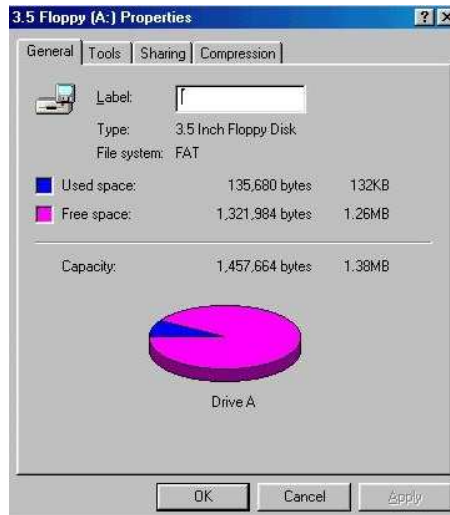 3.5 Floppy (A:) Properties
General Tools Sharing Compression
Label:
Type: 3.5 Inch Floppy Disk
File system: FAT
Used space: 135,680 bytes 132KB
Free space: 1,321,984 bytes 1.26MB
Capacity: 1,457,664 bytes 1.38MB
Drive A
OK Cancel Apply